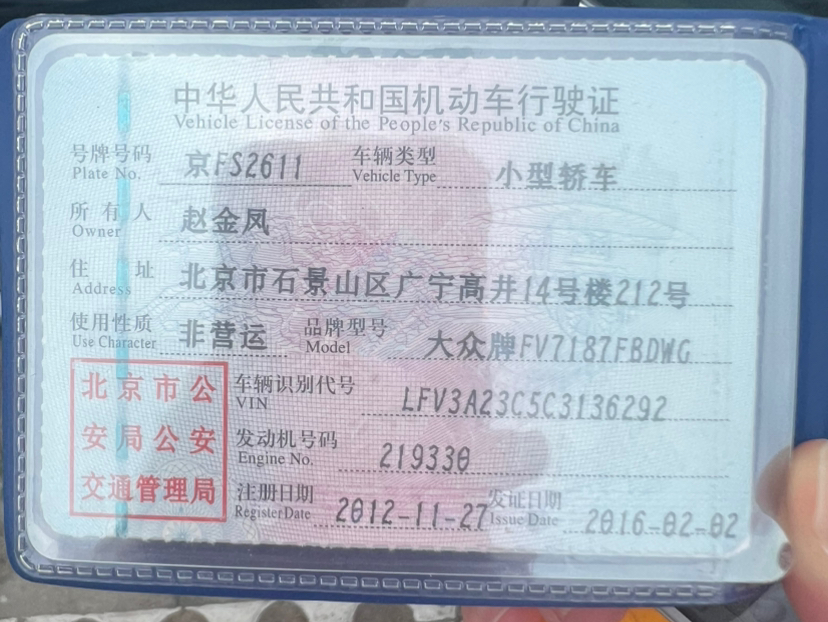 中华人民共和国机动车行驶证
Vehicle License of the People's Republic of China
号牌号码 京FS2611 车辆类型 小型轿车
Plate No. Vehicle Type
所有人 赵金凤
Owner
住址 北京市石景山区广宁高井14号楼212号
Address
使用性质 非营运 品牌型号 大众牌FV7187FBDWG
Use Character Model
北京市公
安局公安
交通管理局
车辆识别代号 LFV3A23C5C3136292
VIN
发动机号码 219330
Engine No.
注册日期 2012-11-27 发证日期 2016-02-02
Register Date Issue Date